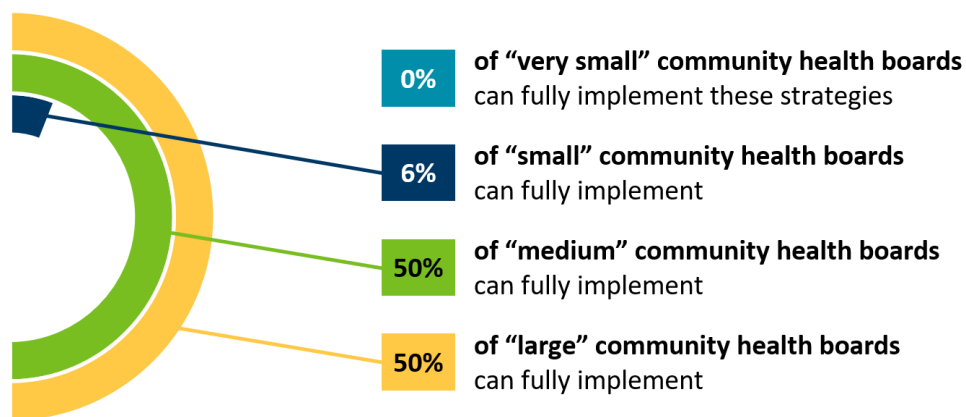 0%
of “very small” community health boards
can fully implement these strategies
6%
of “small” community health boards
can fully implement
50%
of “medium” community health boards
can fully implement
50%
of “large” community health boards
can fully implement